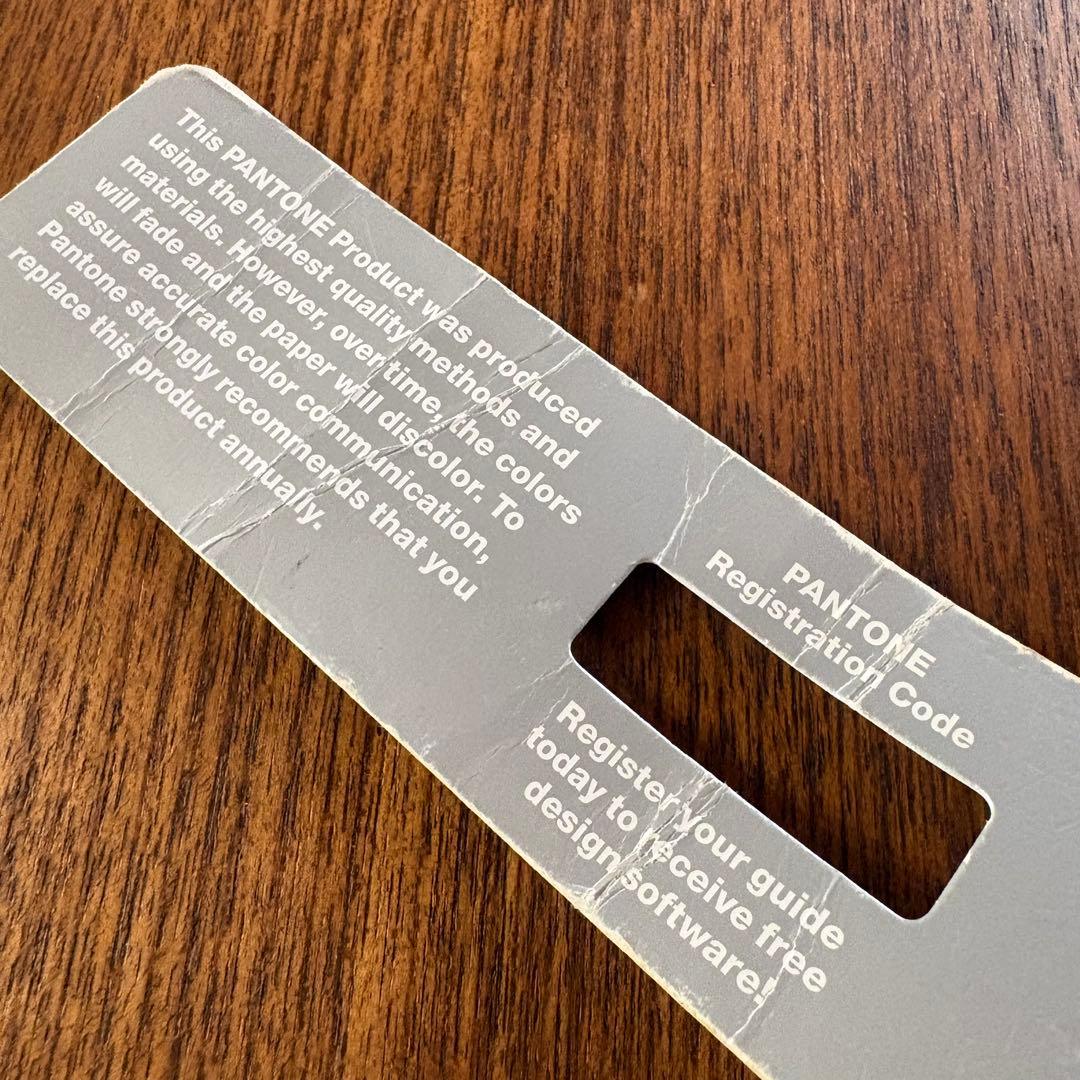 This PANTONE Product was produced
using the highest quality methods and
materials. However, over time, the colors
will fade and the paper will discolor. To
assure accurate color communication,
Pantone strongly recommends that you
replace this product annually.
PANTONE
Registration Code
Register your guide
today to receive free
design software!